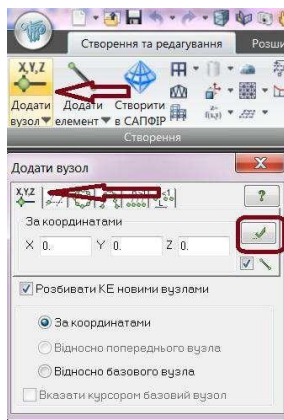 Створення та редагування Розши
X,Y,Z
Додати вузол Додати елемент Створити в САПФІР
Створення
Додати вузол
X,Y,Z
?
За координатами
X 0. Y 0. Z 0.
Розбивати КЕ новими вузлами
За координатами
Відносно попереднього вузла
Відносно базового вузла
Вказати курсором базовий вузол